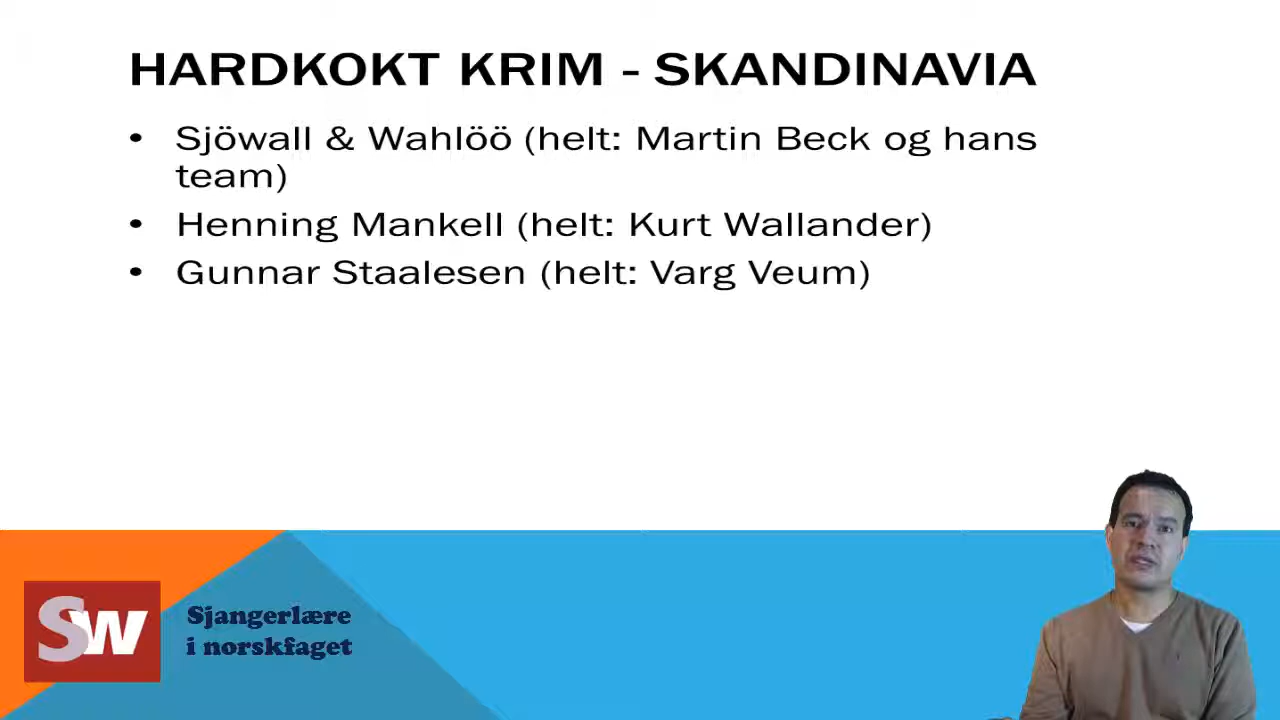 HARDKOKT KRIM - SKANDINAVIA
• Sjöwall & Wahlöö (helt: Martin Beck og hans
team)
• Henning Mankell (helt: Kurt Wallander)
• Gunnar Staalesen (helt: Varg Veum)
SW
Sjangerlære
i norskfaget